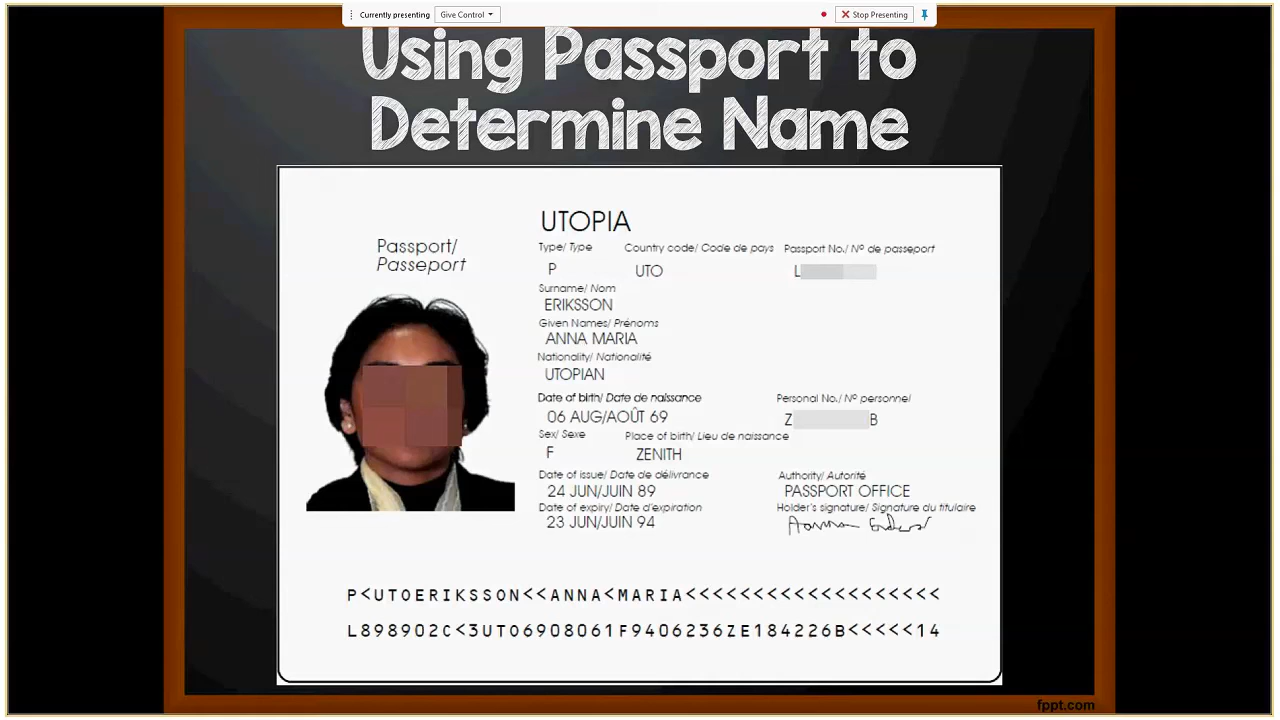 Currently presenting Give Control Stop Presenting
Using Passport to
Determine Name
UTOPIA
Passport/
Passeport
Type/ Type Country code/ Code de pays Passport No./ Nº de passeport
P UTO L
Surname/ Nom
ERIKSSON
Given Names/ Prénoms
ANNA MARIA
Nationality/ Nationalité
UTOPIAN
Date of birth/ Date de naissance Personal No./ Nº personnel
06 AUG/AOÛT 69 Z B
Sex/ Sexe Place of birth/ Lieu de naissance
F ZENITH
Date of issue/ Date de délivrance Authority/ Autorité
24 JUN/JUIN 89 PASSPORT OFFICE
Date of expiry/ Date d'expiration Holder's signature/ Signature du titulaire
23 JUN/JUIN 94
P<UTOERIKSSON<<ANNA<MARIA<<<<<<<<<<<<<<<<<<<
L898902C<3UTO6908061F9406236ZE184226B<<<<<14
fppt.com